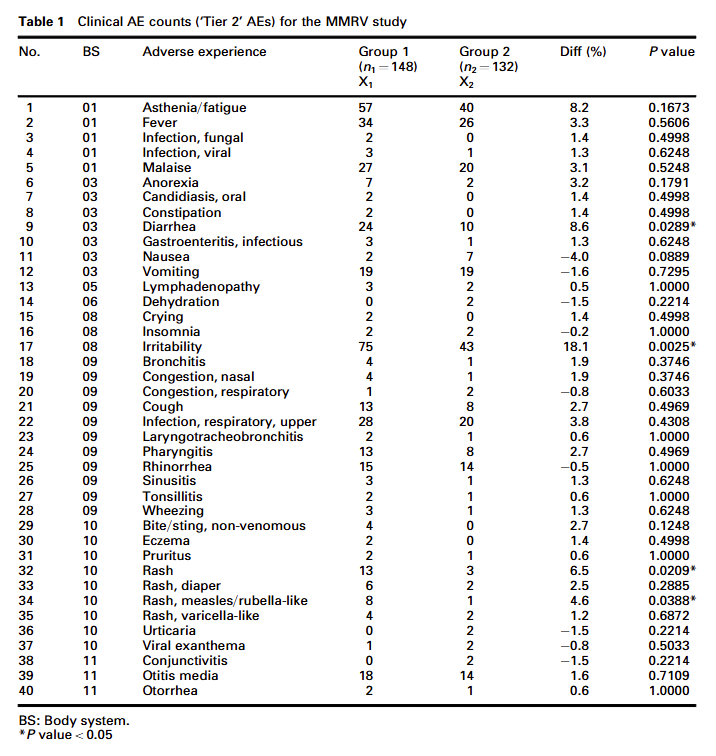 Table 1 Clinical AE counts (‘Tier 2’ AEs) for the MMRV study
No. BS Adverse experience Group 1 Group 2 Diff (%) P value
(n1 = 148) (n2 = 132)
X1 X2
1 01 Asthenia/fatigue 57 40 8.2 0.1673
2 01 Fever 34 26 3.3 0.5606
3 01 Infection, fungal 2 0 1.4 0.4998
4 01 Infection, viral 3 1 1.3 0.6248
5 01 Malaise 27 20 3.1 0.5248
6 03 Anorexia 7 2 3.2 0.1791
7 03 Candidiasis, oral 2 0 1.4 0.4998
8 03 Constipation 2 0 1.4 0.4998
9 03 Diarrhea 24 10 8.6 0.0289*
10 03 Gastroenteritis, infectious 3 1 1.3 0.6248
11 03 Nausea 2 7 −4.0 0.0889
12 03 Vomiting 19 19 −1.6 0.7295
13 05 Lymphadenopathy 3 2 0.5 1.0000
14 06 Dehydration 0 2 −1.5 0.2214
15 08 Crying 2 0 1.4 0.4998
16 08 Insomnia 2 2 −0.2 1.0000
17 08 Irritability 75 43 18.1 0.0025*
18 09 Bronchitis 4 1 1.9 0.3746
19 09 Congestion, nasal 4 1 1.9 0.3746
20 09 Congestion, respiratory 1 2 −0.8 0.6033
21 09 Cough 13 8 2.7 0.4969
22 09 Infection, respiratory, upper 28 20 3.8 0.4308
23 09 Laryngotracheobronchitis 2 1 0.6 1.0000
24 09 Pharyngitis 13 8 2.7 0.4969
25 09 Rhinorrhea 15 14 −0.5 1.0000
26 09 Sinusitis 3 1 1.3 0.6248
27 09 Tonsillitis 2 1 0.6 1.0000
28 09 Wheezing 3 1 1.3 0.6248
29 10 Bite/sting, non-venomous 4 0 2.7 0.1248
30 10 Eczema 2 0 1.4 0.4998
31 10 Pruritus 2 1 0.6 1.0000
32 10 Rash 13 3 6.5 0.0209*
33 10 Rash, diaper 6 2 2.5 0.2885
34 10 Rash, measles/rubella-like 8 1 4.6 0.0388*
35 10 Rash, varicella-like 4 2 1.2 0.6872
36 10 Urticaria 0 2 −1.5 0.2214
37 10 Viral exanthema 1 2 −0.8 0.5033
38 11 Conjunctivitis 0 2 −1.5 0.2214
39 11 Otitis media 18 14 1.6 0.7109
40 11 Otorrhea 2 1 0.6 1.0000
BS: Body system.
*P value < 0.05